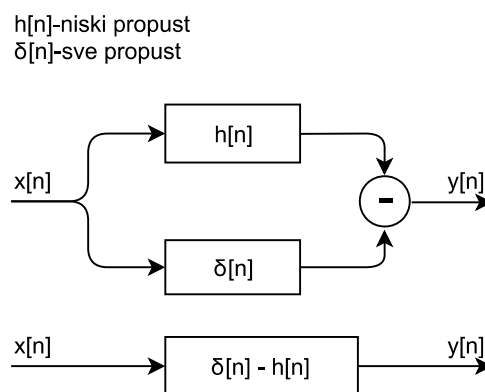 h[n]-niski propust
δ[n]-sve propust
h[n]
x[n]
y[n]
-
δ[n]
x[n]
y[n]
δ[n] - h[n]